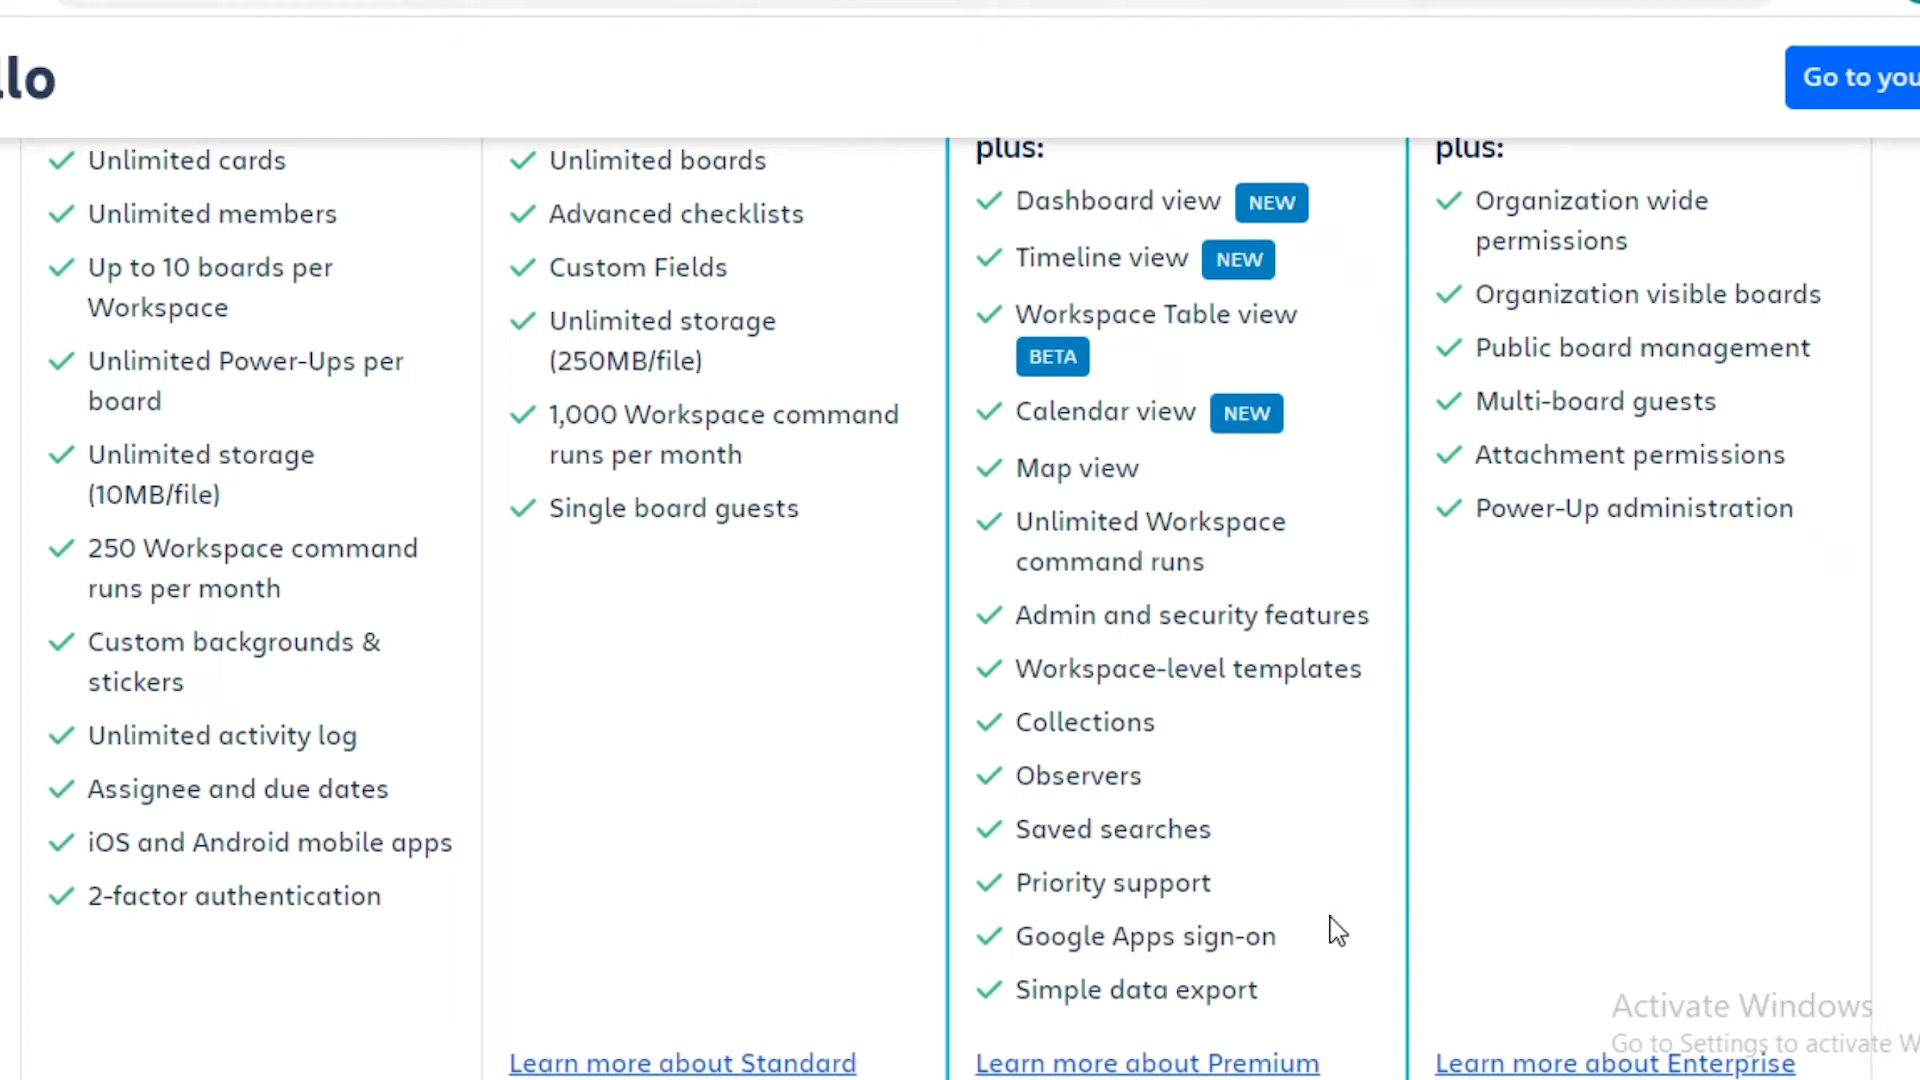 llo
Go to you
Unlimited cards
Unlimited members
Up to 10 boards per
Workspace
Unlimited Power-Ups per
board
Unlimited storage
(10MB/file)
250 Workspace command
runs per month
Custom backgrounds &
stickers
Unlimited activity log
Assignee and due dates
iOS and Android mobile apps
2-factor authentication
Unlimited boards
Advanced checklists
Custom Fields
Unlimited storage
(250MB/file)
1,000 Workspace command
runs per month
Single board guests
Learn more about Standard
plus:
Dashboard view NEW
Timeline view NEW
Workspace Table view
BETA
Calendar view NEW
Map view
Unlimited Workspace
command runs
Admin and security features
Workspace-level templates
Collections
Observers
Saved searches
Priority support
Google Apps sign-on
Simple data export
Learn more about Premium
plus:
Organization wide
permissions
Organization visible boards
Public board management
Multi-board guests
Attachment permissions
Power-Up administration
Learn more about Enterprise
Activate Windows
Go to Settings to activate W